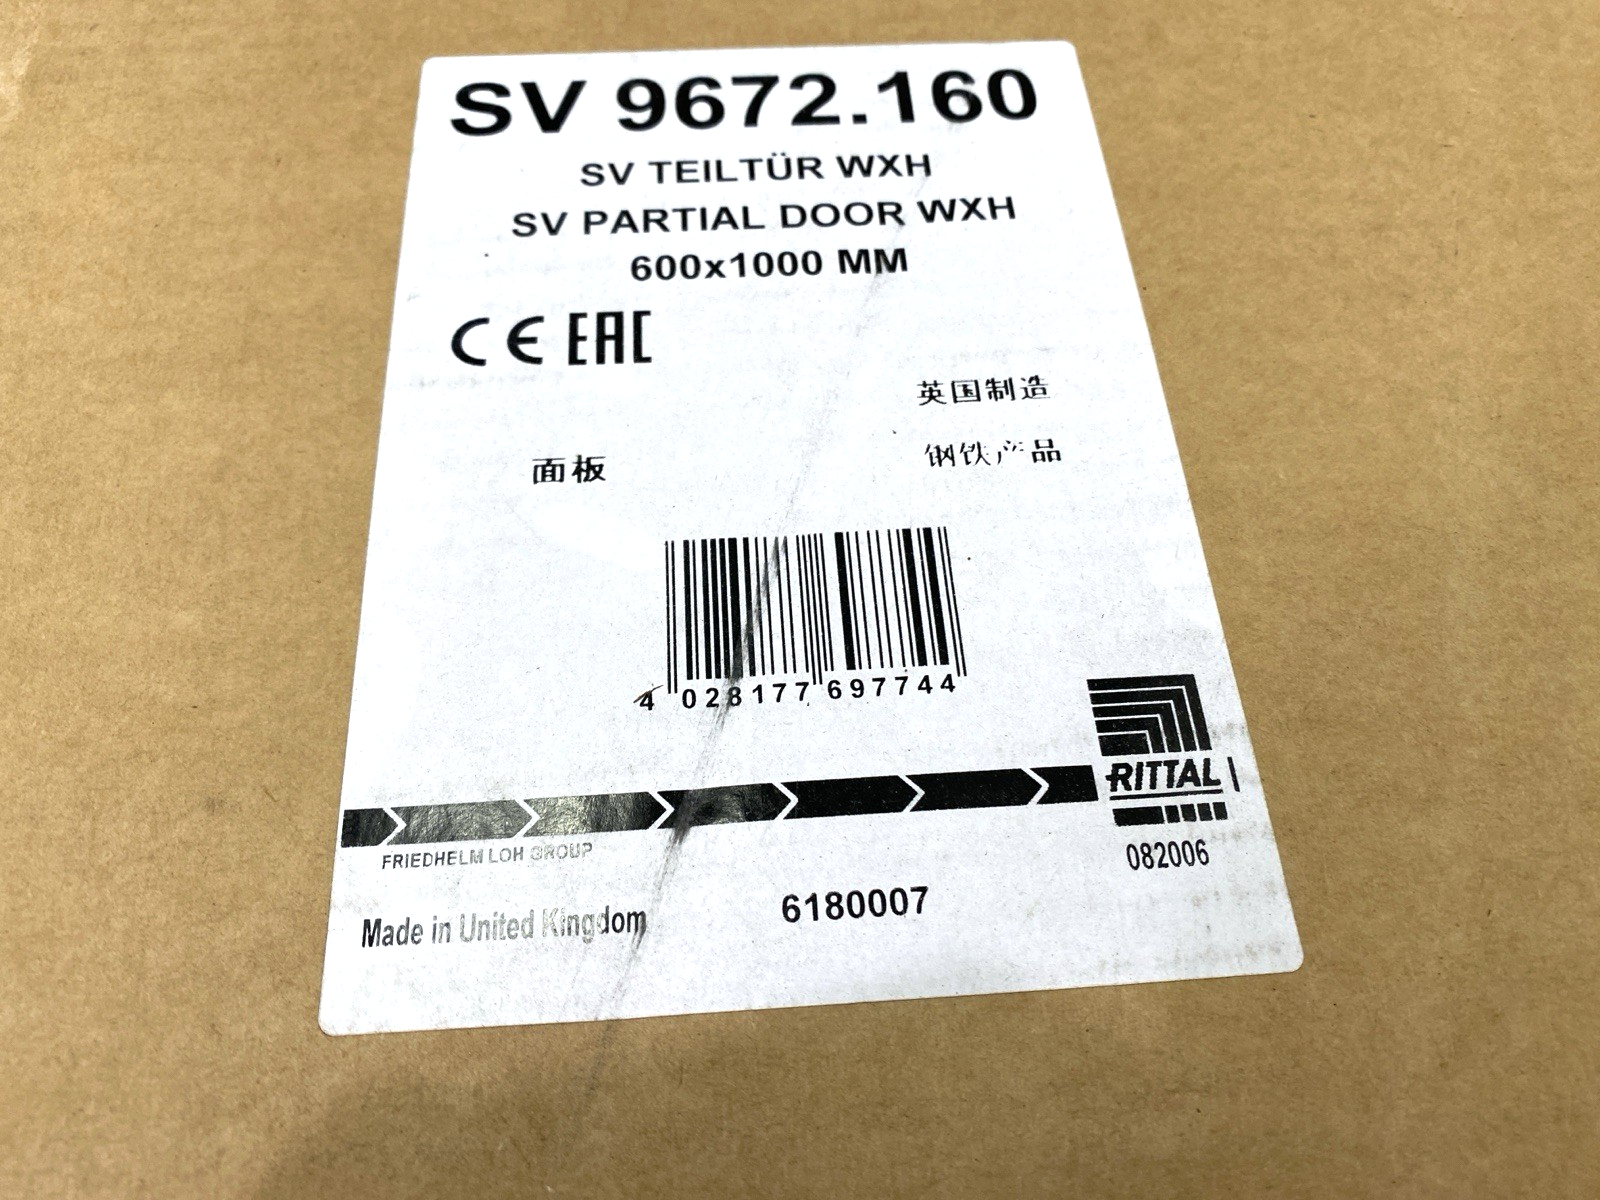 SV 9672.160
SV TEILTÜR WXH
SV PARTIAL DOOR WXH
600x1000 MM
CE EAC
英国制造
面板
钢铁产品
4 028177 697744
RITTAL
FRIEDHELM LOH GROUP
082006
Made in United Kingdom
6180007